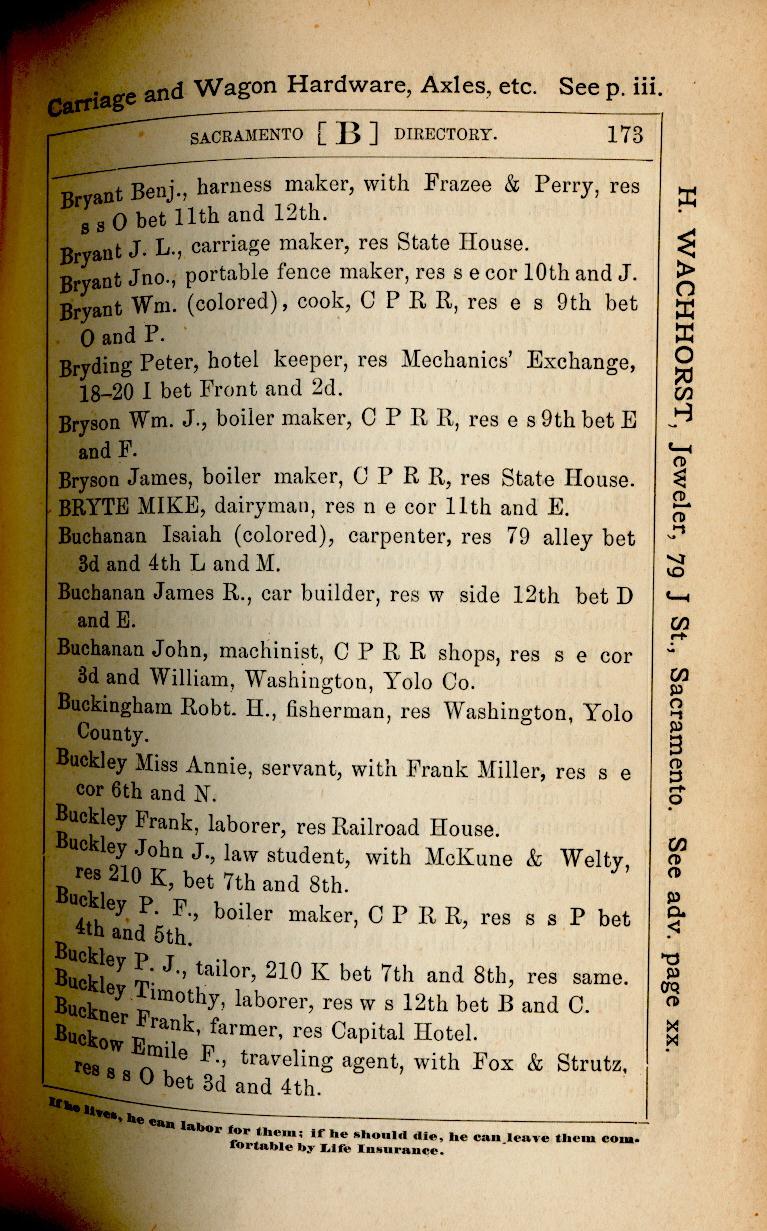 Carriage and Wagon Hardware, Axles, etc. See p. iii.
SACRAMENTO [B] DIRECTORY. 173
Bryant Benj., harness maker, with Frazee & Perry, res
s s O bet 11th and 12th.
Bryant J. L., carriage maker, res State House.
Bryant Jno., portable fence maker, res s e cor 10th and J.
Bryant Wm. (colored), cook, C P R R, res e s 9th bet
O and P.
Bryding Peter, hotel keeper, res Mechanics' Exchange,
18–20 I bet Front and 2d.
Bryson Wm. J., boiler maker, C P R R, res e s 9th bet E
and F.
Bryson James, boiler maker, C P R R, res State House.
BRYTE MIKE, dairyman, res n e cor 11th and E.
Buchanan Isaiah (colored), carpenter, res 79 alley bet
3d and 4th L and M.
Buchanan James R., car builder, res w side 12th bet D
and E.
Buchanan John, machinist, C P R R shops, res s e cor
3d and William, Washington, Yolo Co.
Buckingham Robt. H., fisherman, res Washington, Yolo
County.
Buckley Miss Annie, servant, with Frank Miller, res s e
cor 6th and N.
Buckley Frank, laborer, res Railroad House.
Buckley John J., law student, with McKune & Welty,
res 210 K, bet 7th and 8th.
Buckley P. F., boiler maker, C P R R, res s s P bet
4th and 5th.
Buckley P. J., tailor, 210 K bet 7th and 8th, res same.
Buckley Timothy, laborer, res w s 12th bet B and C.
Buckner Frank, farmer, res Capital Hotel.
Buckow Emile F., traveling agent, with Fox & Strutz,
res s s O bet 3d and 4th.
If he lives, he can labor for them; if he should die, he can leave them com-
fortable by Life Insurance.
H. WACHHORST, Jeweler, 79 J St., Sacramento. See adv. page xx.